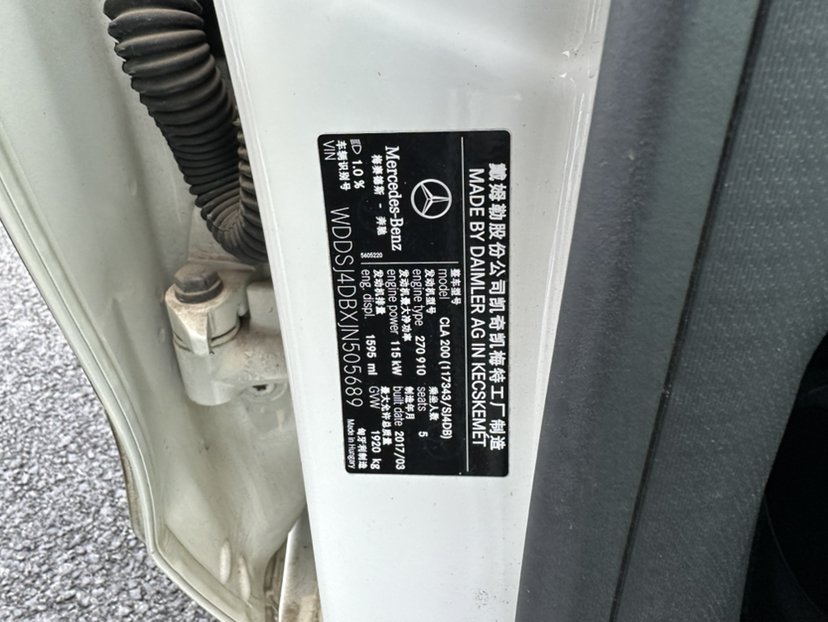 戴姆勒股份公司凯奇凯梅特工厂制造
MADE BY DAIMLER AG IN KECSKEMÉT
Mercedes-Benz
梅赛德斯 - 奔驰
1.0 %
5605220
整车型号
model CLA 200 (117343/SJ4DB)
发动机型号 乘坐人数
engine type 270 910 seats 5
发动机最大净功率 制造年月
engine power 115 kW built date 2017/03
发动机排量 最大允许总质量
eng. displ. 1595 ml GVW 1920 kg
车辆识别号 匈牙利制造
VIN WDDSJ4DBXJN505689 Made in Hungary